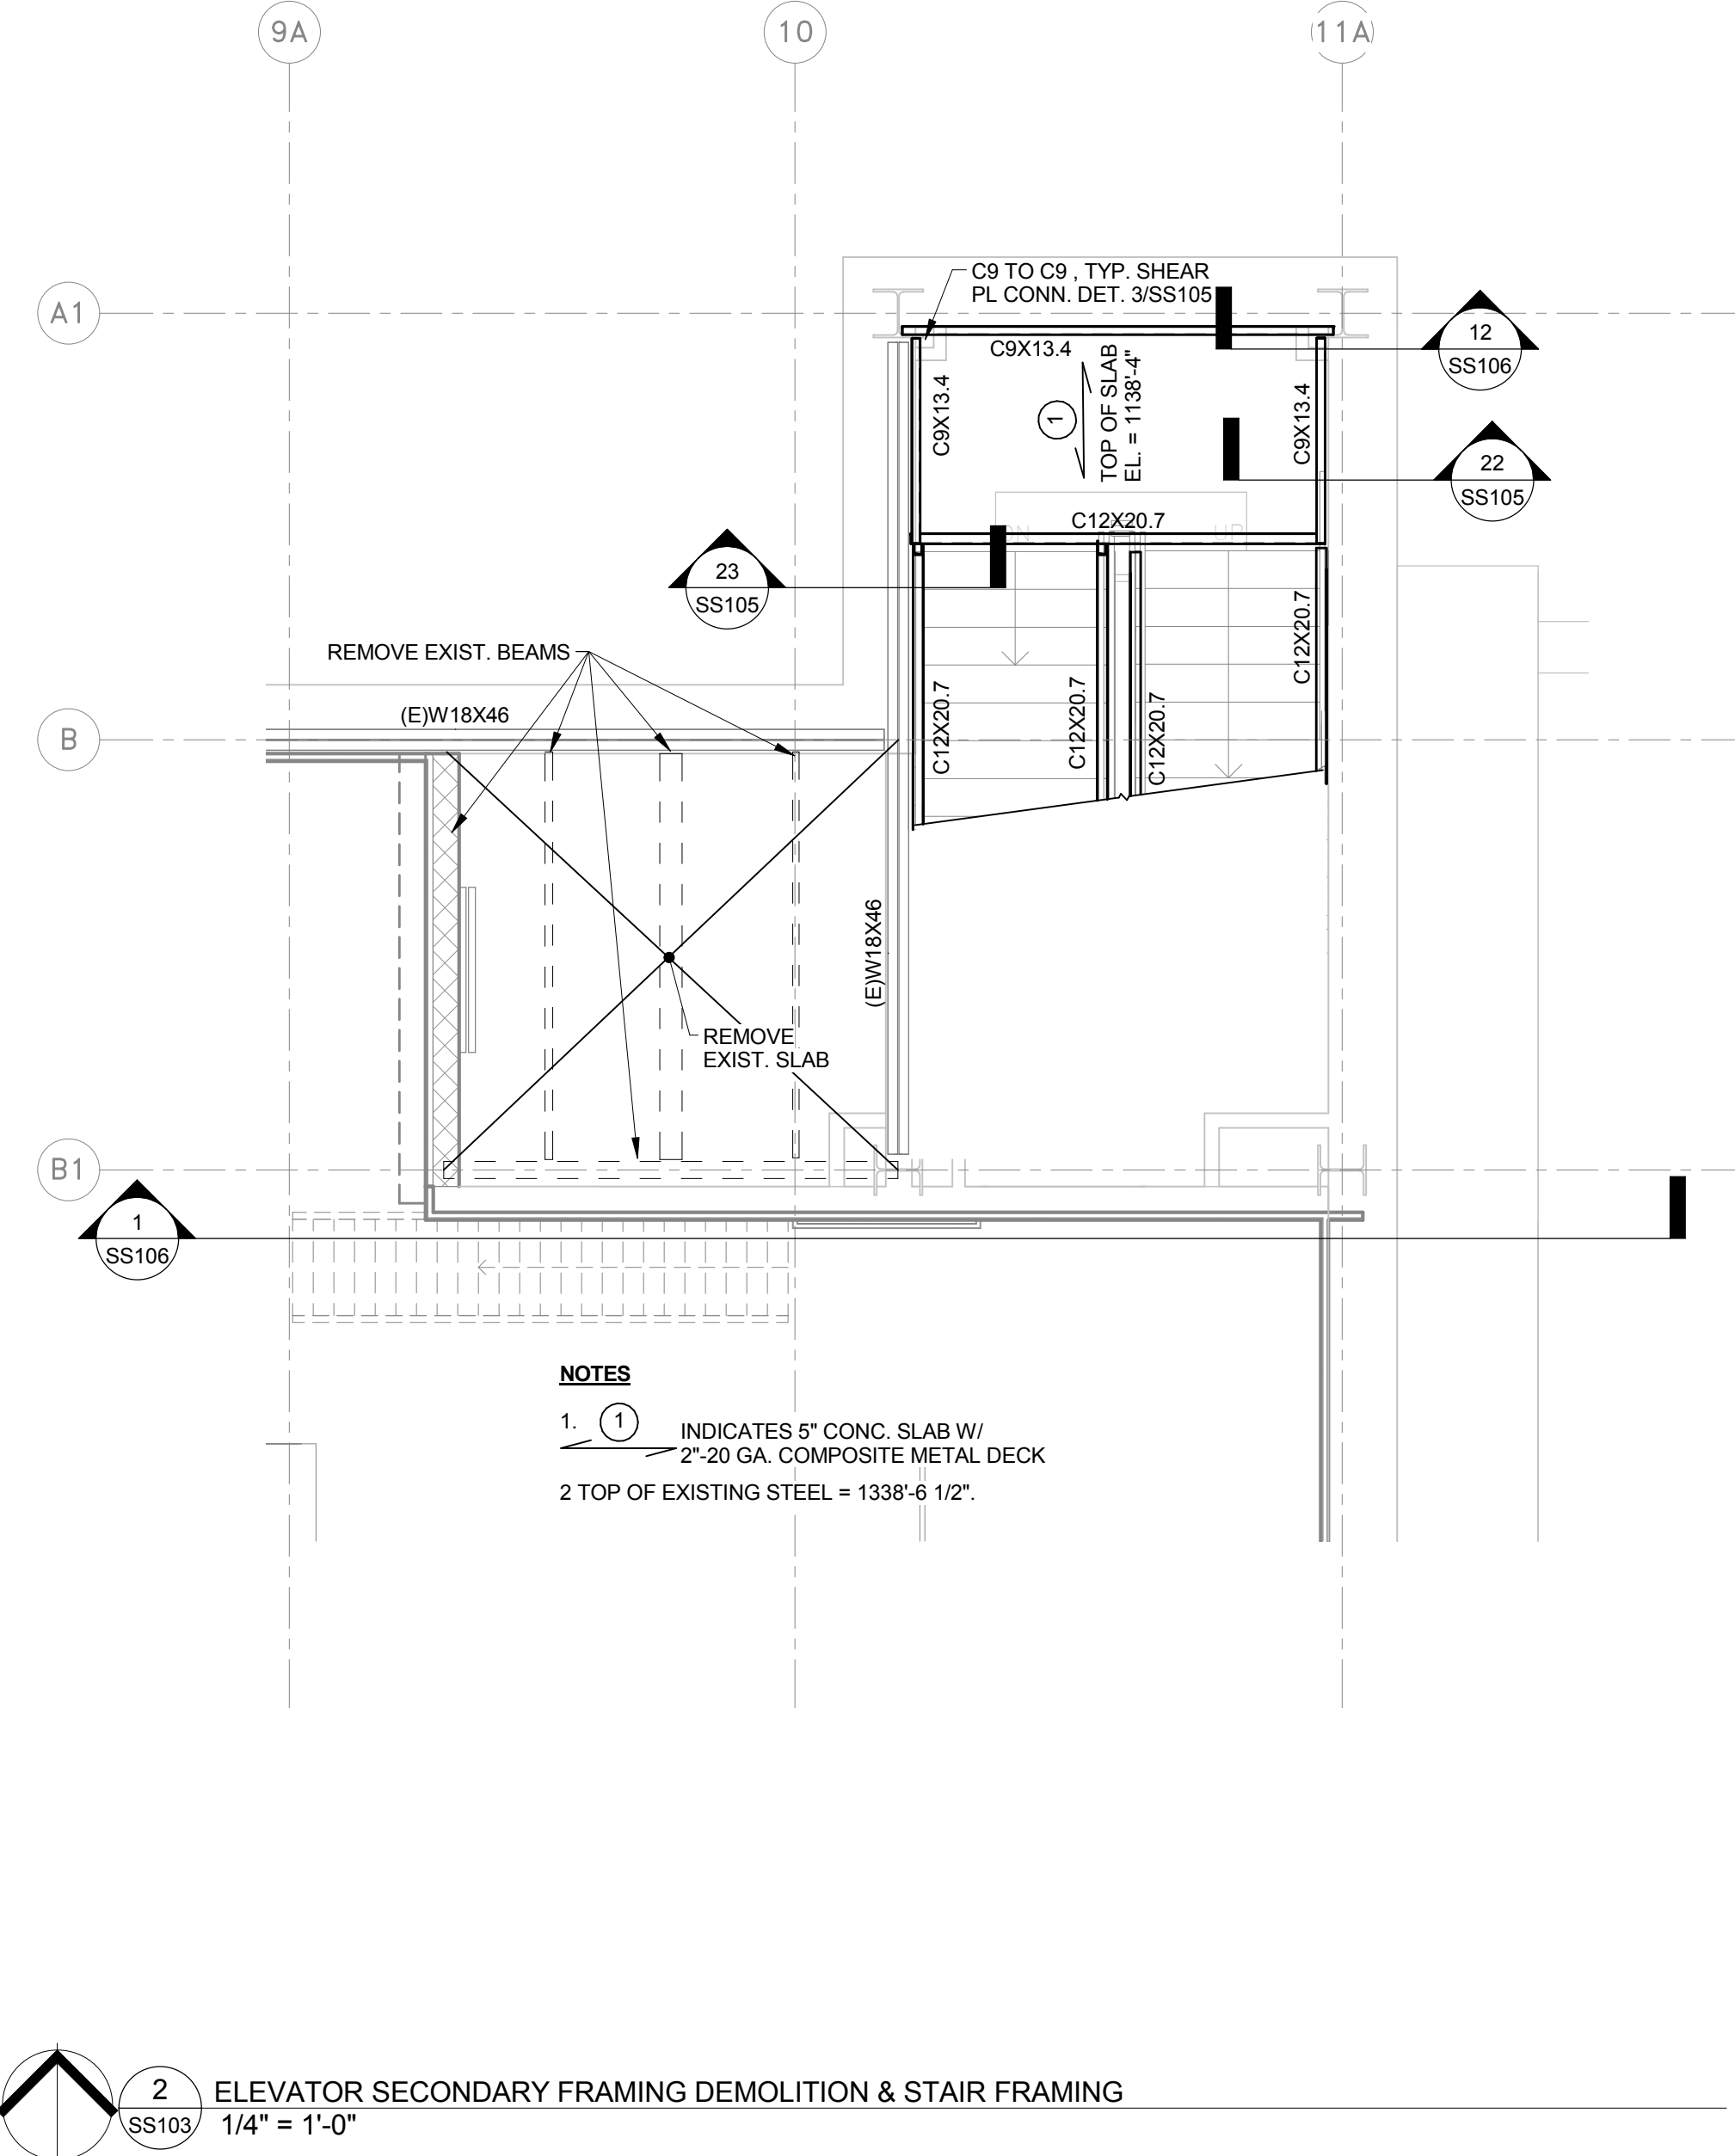 9A
10
11A
A1
C9 TO C9 , TYP. SHEAR
PL CONN. DET. 3/SS105
12
SS106
C9X13.4
C9X13.4
1
TOP OF SLAB
EL. = 1138'-4"
C9X13.4
22
SS105
C12X20.7
DN
UP
23
SS105
REMOVE EXIST. BEAMS
C12X20.7
C12X20.7
C12X20.7
C12X20.7
(E)W18X46
B
(E)W18X46
REMOVE
EXIST. SLAB
B1
1
SS106
NOTES
1. 1 INDICATES 5" CONC. SLAB W/
2"-20 GA. COMPOSITE METAL DECK
2 TOP OF EXISTING STEEL = 1338'-6 1/2".
2
SS103
ELEVATOR SECONDARY FRAMING DEMOLITION & STAIR FRAMING
1/4" = 1'-0"